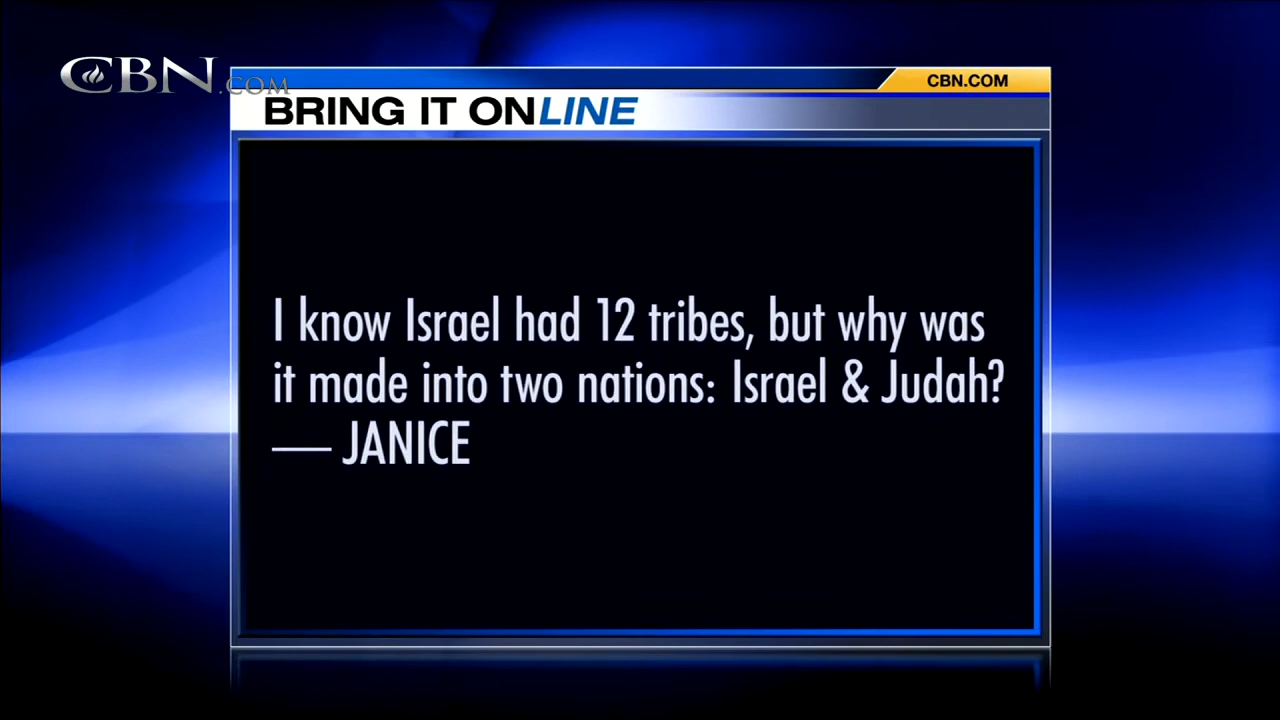 CBN.COM
CBN.COM
BRING IT ONLINE
I know Israel had 12 tribes, but why was
it made into two nations: Israel & Judah?
— JANICE